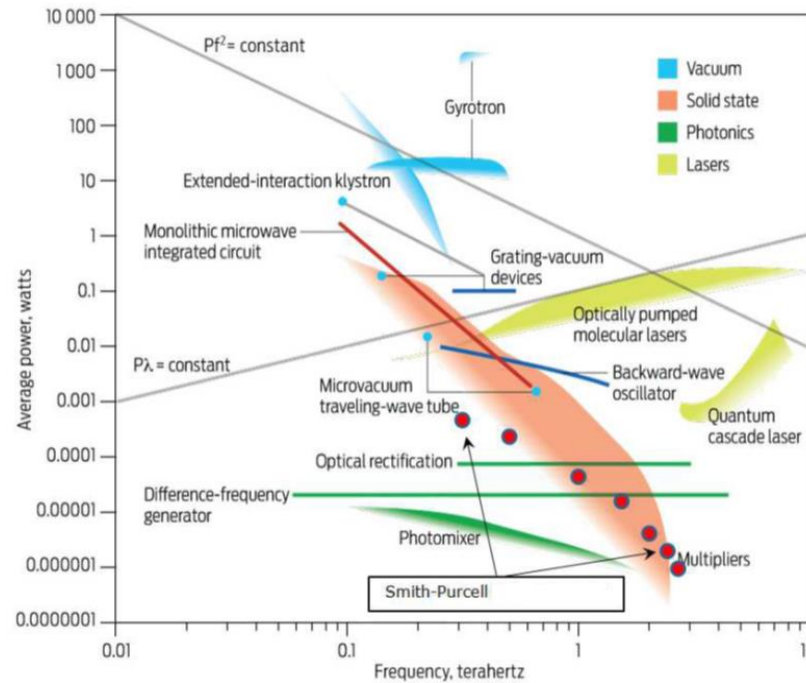 10 000
Pf²= constant
1 000
Vacuum
Solid state
Gyrotron
100
Photonics
Lasers
10
Extended-interaction klystron
Monolithic microwave
integrated circuit
1
Grating-vacuum
devices
0.1
Optically pumped
molecular lasers
0.01
Pλ = constant
Backward-wave
oscillator
Microvacuum
traveling-wave tube
0.001
Quantum
cascade laser
Optical rectification
0.0001
Difference-frequency
generator
0.00001
Photomixer
Multipliers
0.000001
Smith-Purcell
0.0000001
0.01
0.1
1
1
Frequency, terahertz
Average power, watts